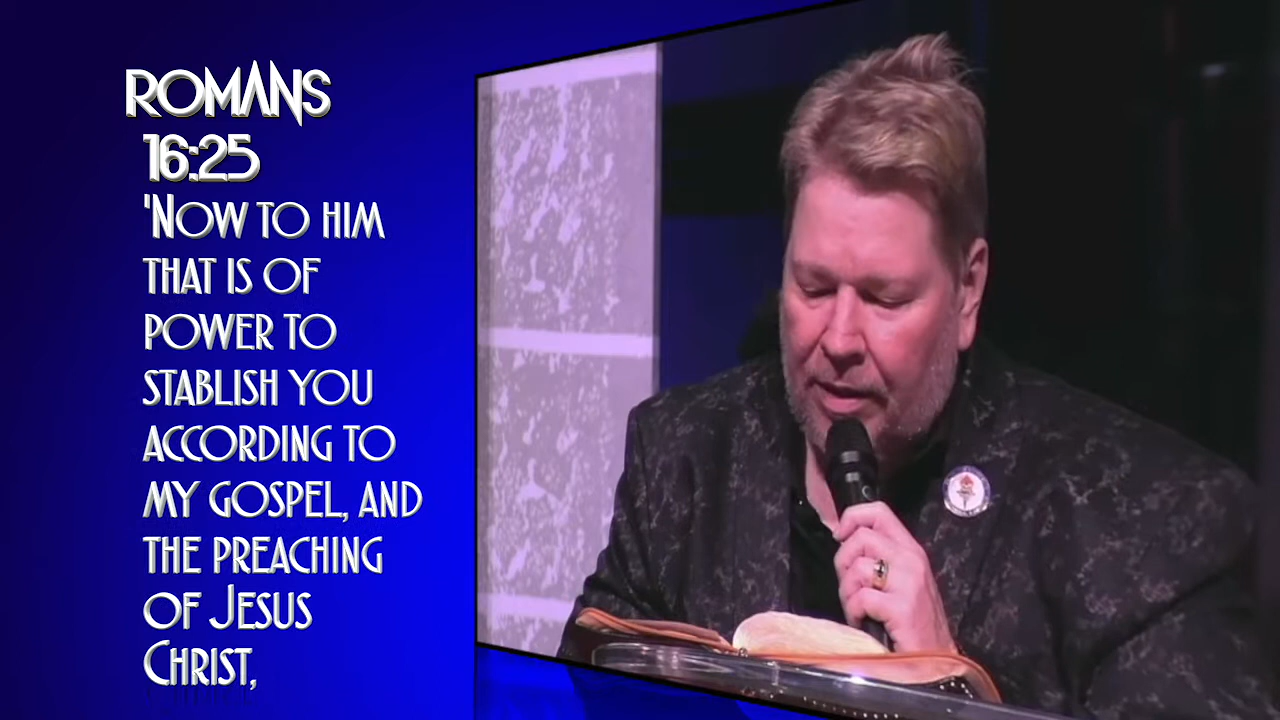 ROMANS
16:25
'NOW TO HIM
THAT IS OF
POWER TO
STABLISH YOU
ACCORDING TO
MY GOSPEL, AND
THE PREACHING
OF JESUS
CHRIST,